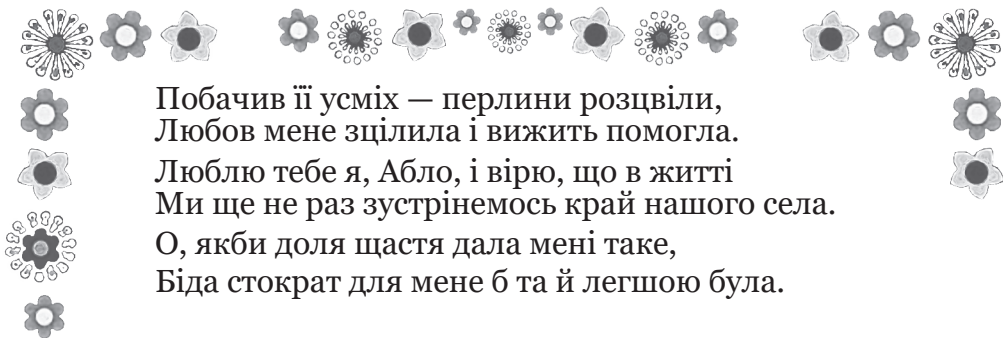 Побачив її усміх — перлини розцвіли,
Любов мене зцілила і вижить помогла.
Люблю тебе я, Абло, і вірю, що в житті
Ми ще не раз зустрінемось край нашого села.
О, якби доля щастя дала мені таке,
Біда стократ для мене б та й легшою була.